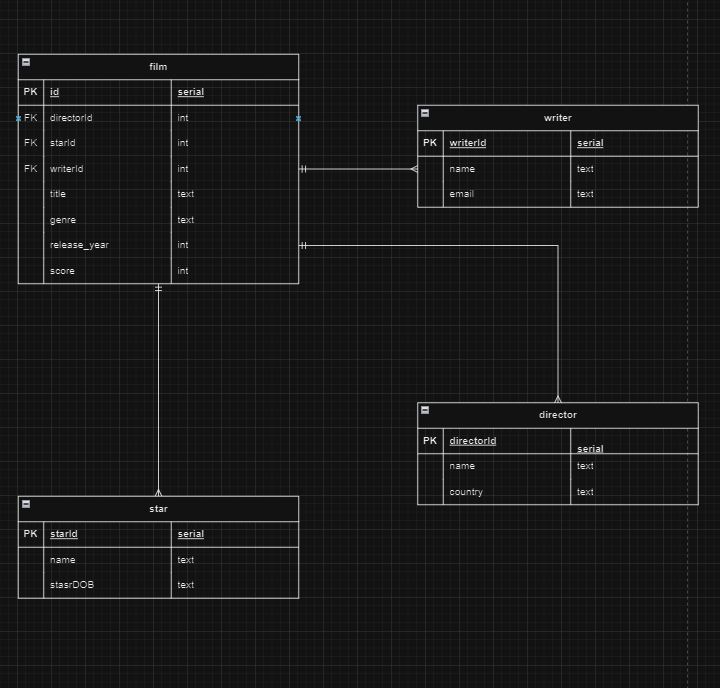 film
PK id serial
FK directorId int
FK starId int
FK writerId int
title text
genre text
release_year int
score int
writer
PK writerId serial
name text
email text
director
PK directorId serial
name text
country text
star
PK starId serial
name text
stasrDOB text